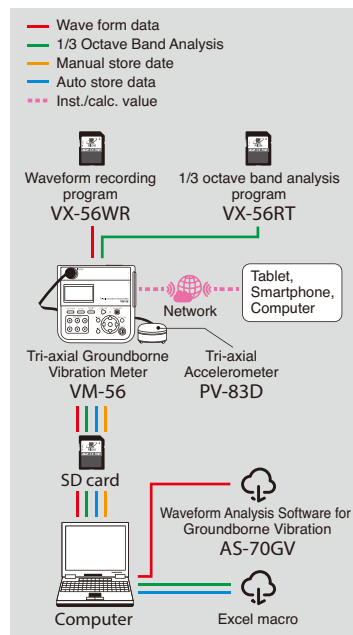 Wave form data
1/3 Octave Band Analysis
Manual store date
Auto store data
Inst./calc. value
Waveform recording
program
VX-56WR
1/3 octave band analysis
program
VX-56RT
Network
Tablet,
Smartphone,
Computer
Tri-axial Groundborne
Vibration Meter
VM-56
Tri-axial
Accelerometer
PV-83D
SD card
Waveform Analysis Software for
Groundborne Vibration
AS-70GV
Computer
Excel macro